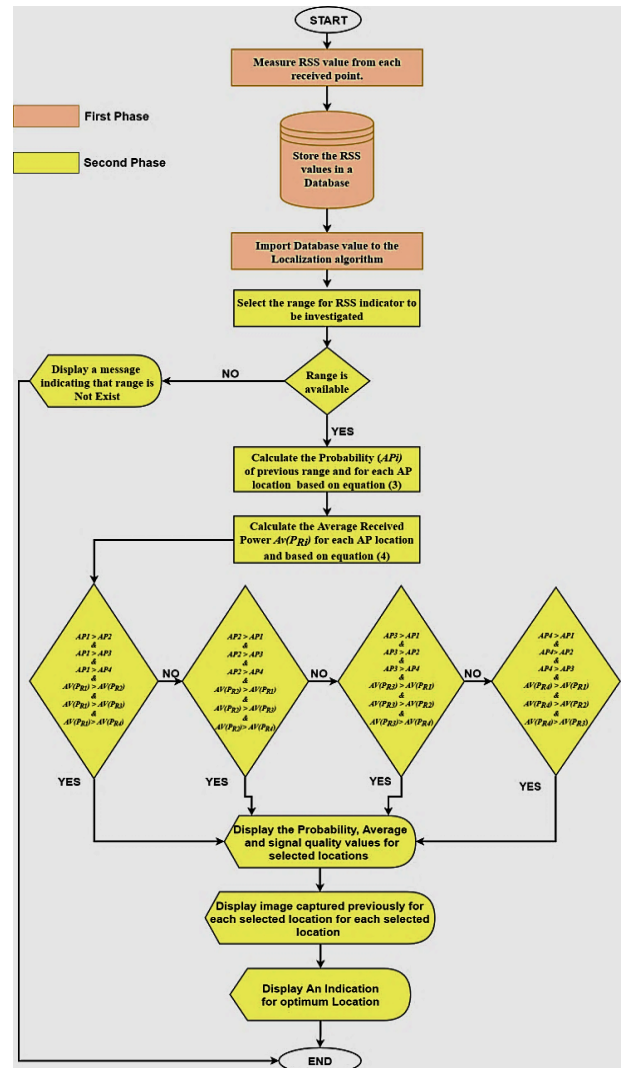 START
Measure RSS value from each
received point.
First Phase
Second Phase
Store the RSS
values in a
Database
Import Database value to the
Localization algorithm
Select the range for RSS indicator to
be investigated
Range is
available
NO
Display a message
indicating that range is
Not Exist
YES
Calculate the Probability (APi)
of previous range and for each AP
location based on equation (3)
Calculate the Average Received
Power Av(PRi) for each AP location
and based on equation (4)
AP1 > AP2
&
AP1 > AP3
&
AP1 > AP4
&
AV(PR1) > AV(PR2)
&
AV(PR1) > AV(PR3)
&
AV(PR1) > AV(PR4)
NO
AP2 > AP1
&
AP2 > AP3
&
AP2 > AP4
&
AV(PR2) > AV(PR1)
&
AV(PR2) > AV(PR3)
&
AV(PR2) > AV(PR4)
NO
AP3 > AP1
&
AP3 > AP2
&
AP3 > AP4
&
AV(PR3) > AV(PR1)
&
AV(PR3) > AV(PR2)
&
AV(PR3) > AV(PR4)
NO
AP4 > AP1
&
AP4> AP2
&
AP4 > AP3
&
AV(PR4) > AV(PR1)
&
AV(PR4) > AV(PR2)
&
AV(PR4) > AV(PR3)
YES
YES
YES
YES
Display the Probability, Average
and signal quality values for
selected locations
Display image captured previously for
each selected location for each selected
location
Display An Indication
for optimum Location
END